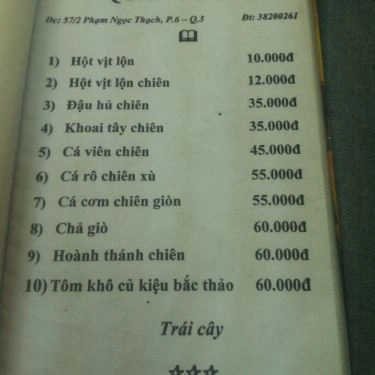 Đc: 57/2 Phạm Ngọc Thạch, P.6 – Q.3 Đt: 38200261
1) Hột vịt lộn 10.000đ
2) Hột vịt lộn chiên 12.000đ
3) Đậu hủ chiên 35.000đ
4) Khoai tây chiên 35.000đ
5) Cá viên chiên 45.000đ
6) Cá rô chiên xù 55.000đ
7) Cá cơm chiên giòn 55.000đ
8) Chả giò 60.000đ
9) Hoành thánh chiên 60.000đ
10) Tôm khô củ kiệu bắc thảo 60.000đ
Trái cây